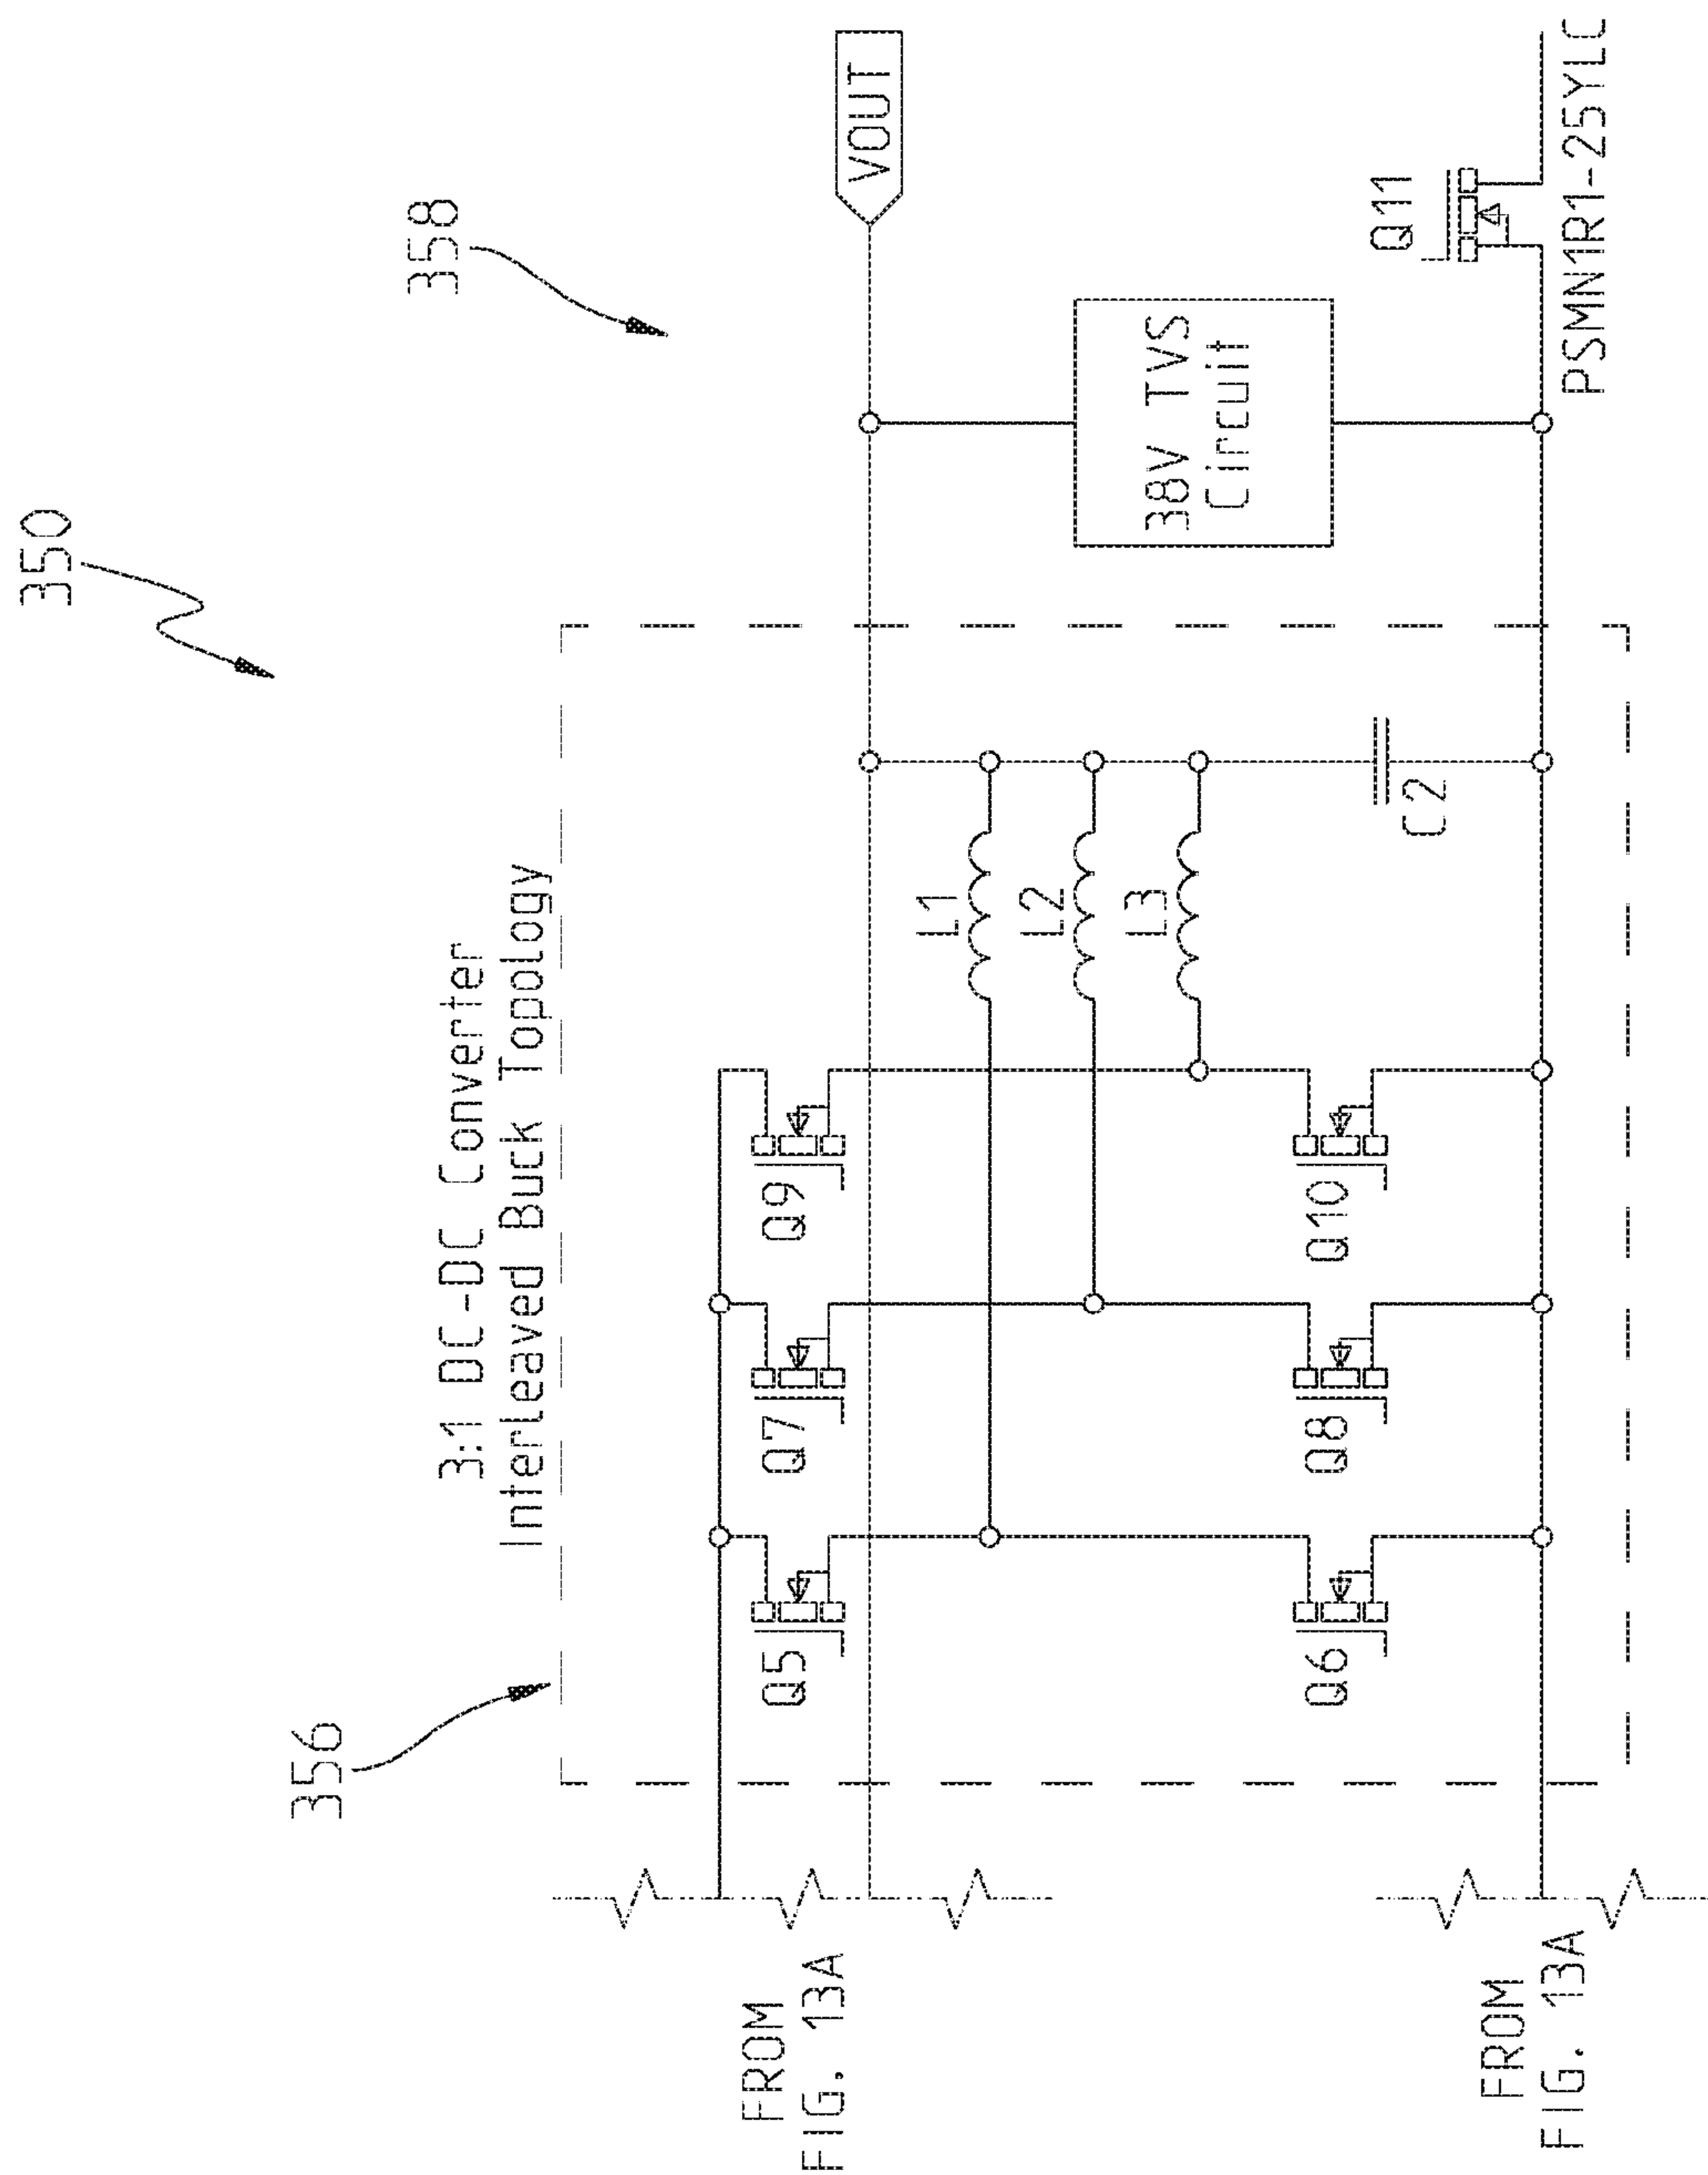 350
358
356
3:1 DC-DC Converter
Interleaved Buck Topology
VOUT
Q5
Q7
Q9
L1
L2
L3
38V TVS
Circuit
Q6
Q8
Q10
C2
Q11
PSMN1R1-25YLC
FROM
FIG. 13A
FROM
FIG. 13A